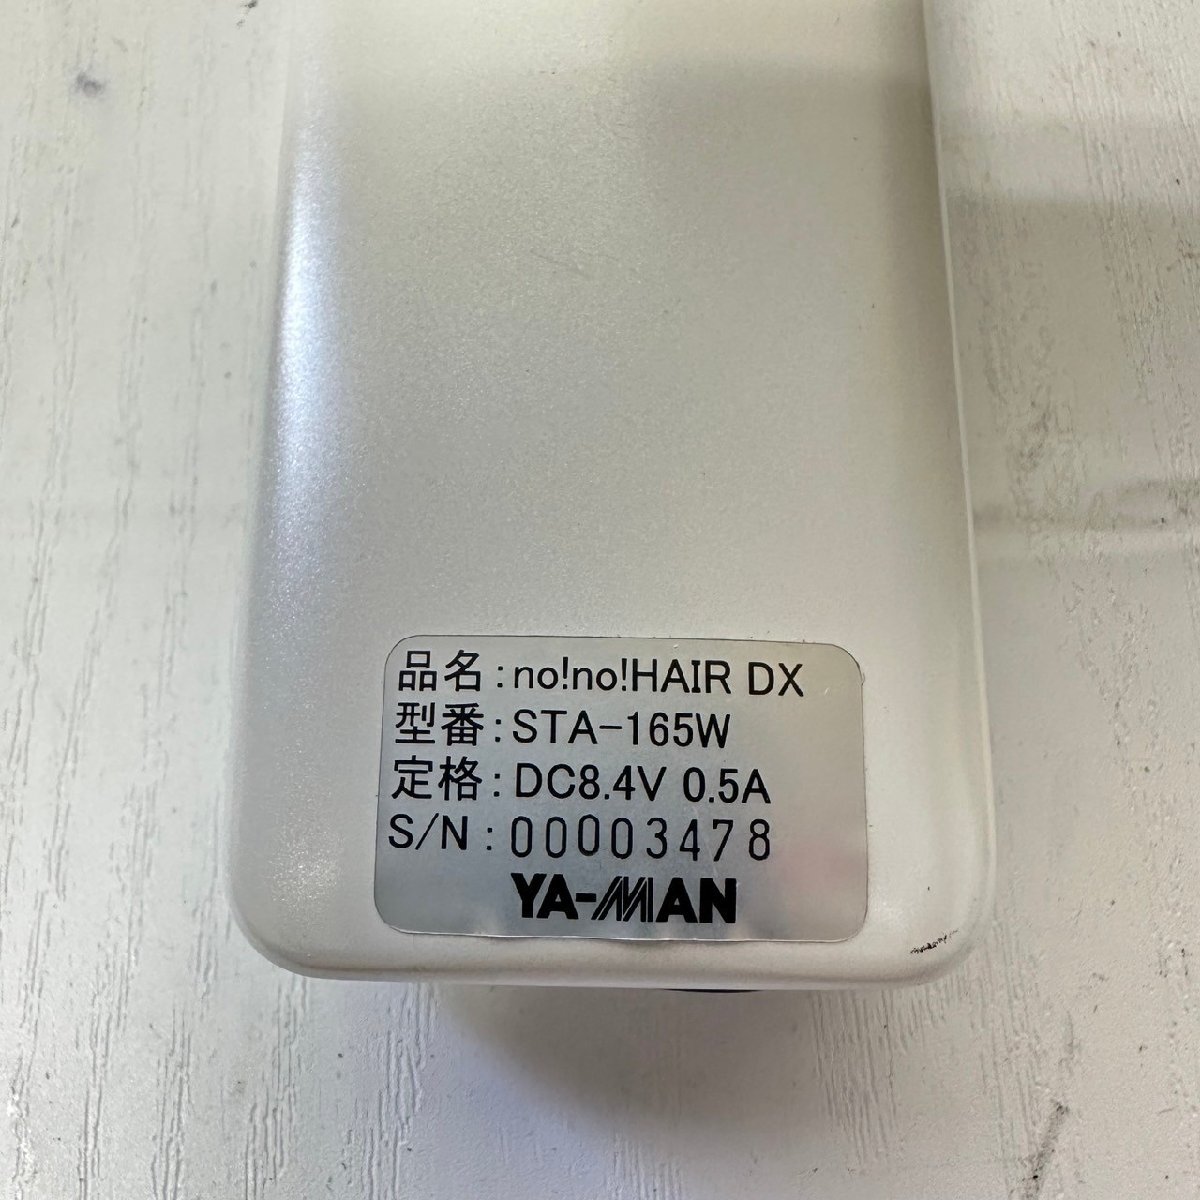 品名:no!no!HAIR DX
型番:STA-165W
定格:DC8.4V 0.5A
S/N:00003478
YA-MAN